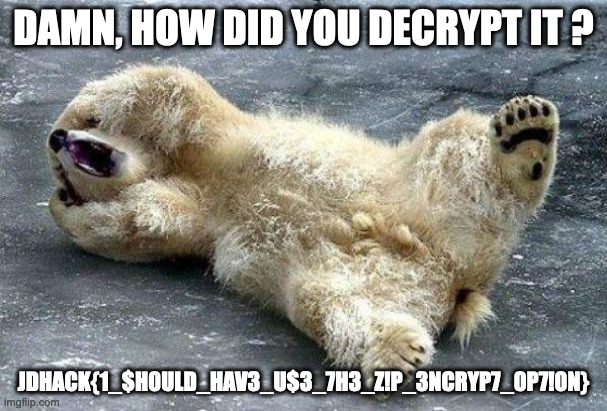 DAMN, HOW DID YOU DECRYPT IT ?
JDHACK{1_$HOULD_HAV3_U$3_7H3_Z!P_3NCRYP7_OP7!ON}
imgflip.com